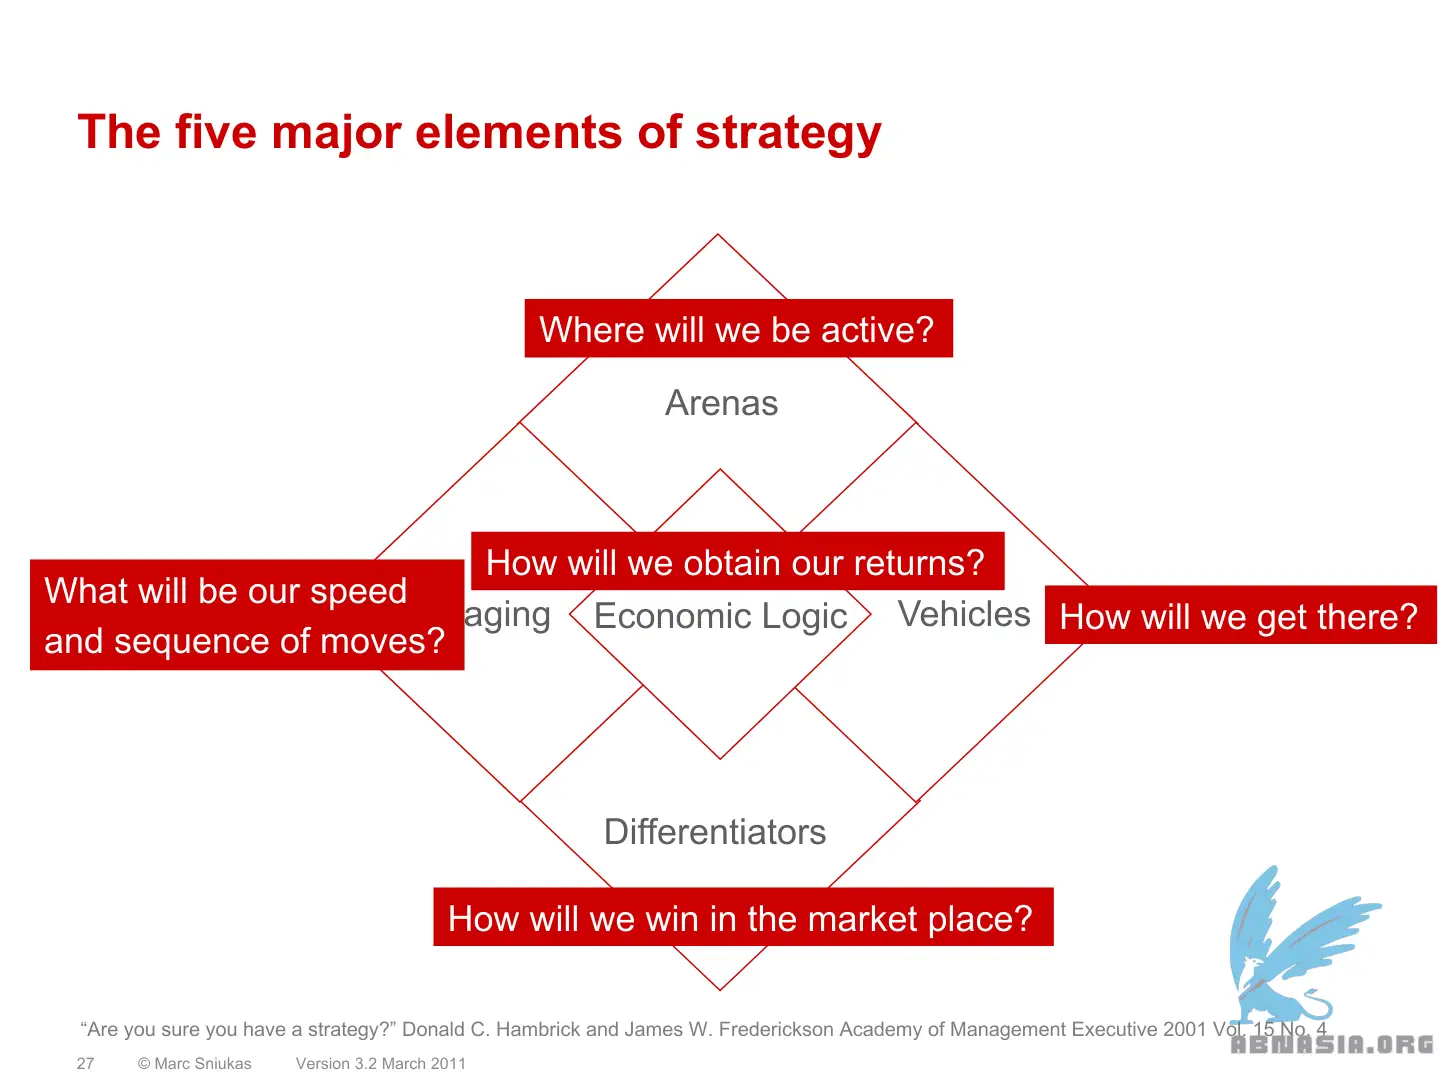 The five major elements of strategy
Where will we be active?
Arenas
How will we obtain our returns?
What will be our speed
and sequence of moves?
aging
Economic Logic
Vehicles
How will we get there?
Differentiators
How will we win in the market place?
“Are you sure you have a strategy?” Donald C. Hambrick and James W. Frederickson Academy of Management Executive 2001 Vol. 15 No. 4
ABNASIA.ORG
27 © Marc Sniukas Version 3.2 March 2011